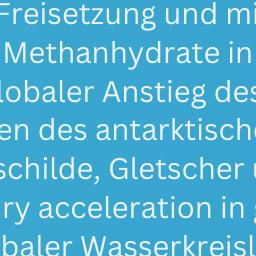 Freisetzung und mi
Methanhydrate in
lobaler Anstieg des
en des antarktische
schilde, Gletscher
ry acceleration in g
baler Wasserkreisl